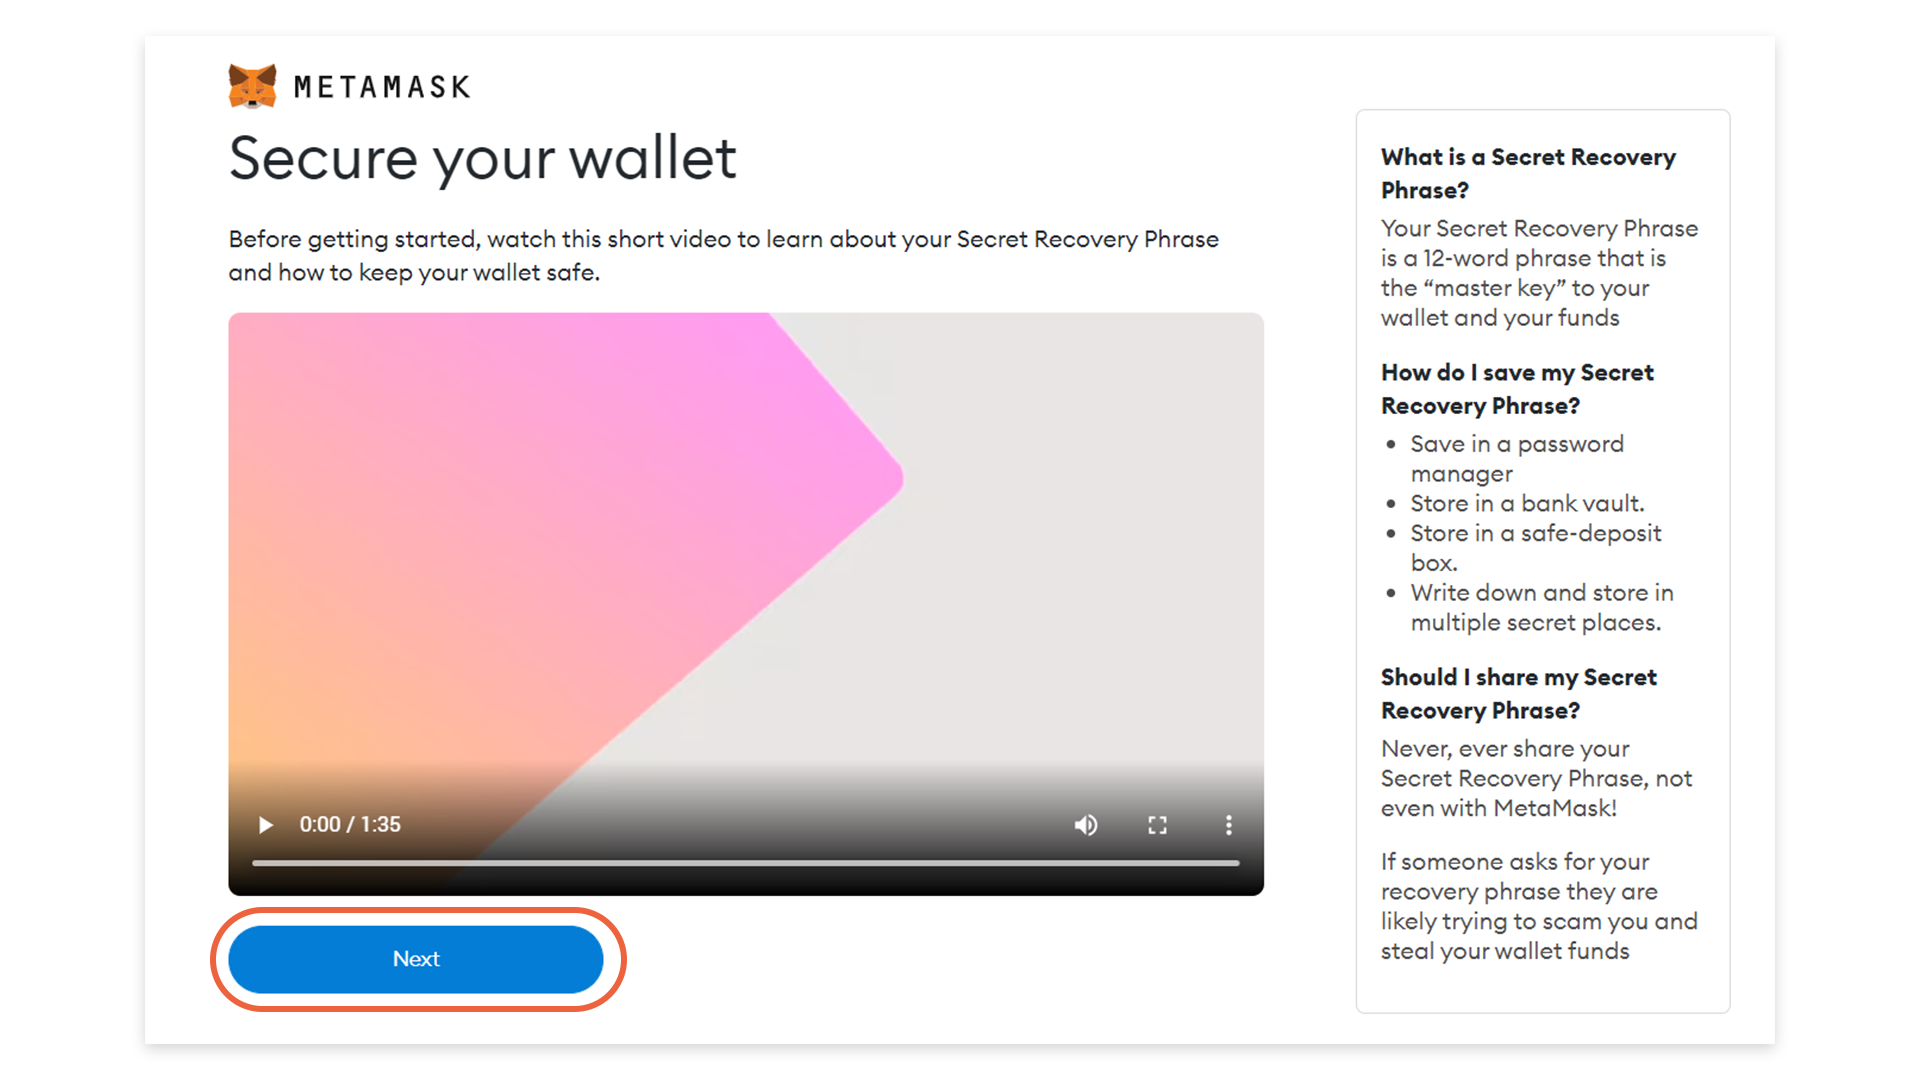 METAMASK
Secure your wallet
Before getting started, watch this short video to learn about your Secret Recovery Phrase
and how to keep your wallet safe.
0:00 / 1:35
Next
What is a Secret Recovery
Phrase?
Your Secret Recovery Phrase
is a 12-word phrase that is
the “master key” to your
wallet and your funds
How do I save my Secret
Recovery Phrase?
• Save in a password
manager
• Store in a bank vault.
• Store in a safe-deposit
box.
• Write down and store in
multiple secret places.
Should I share my Secret
Recovery Phrase?
Never, ever share your
Secret Recovery Phrase, not
even with MetaMask!
If someone asks for your
recovery phrase they are
likely trying to scam you and
steal your wallet funds